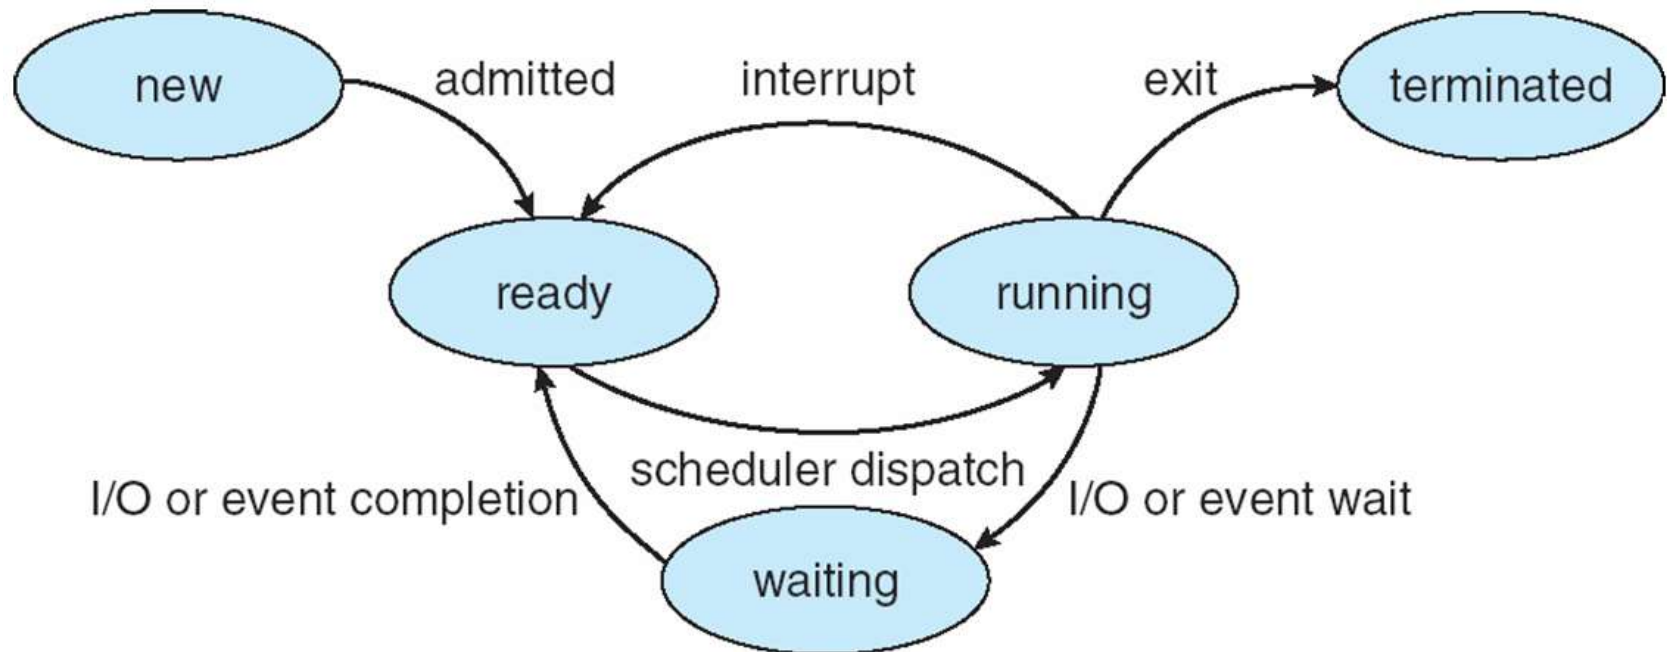 new
admitted
interrupt
exit
terminated
ready
running
scheduler dispatch
I/O or event completion
I/O or event wait
waiting